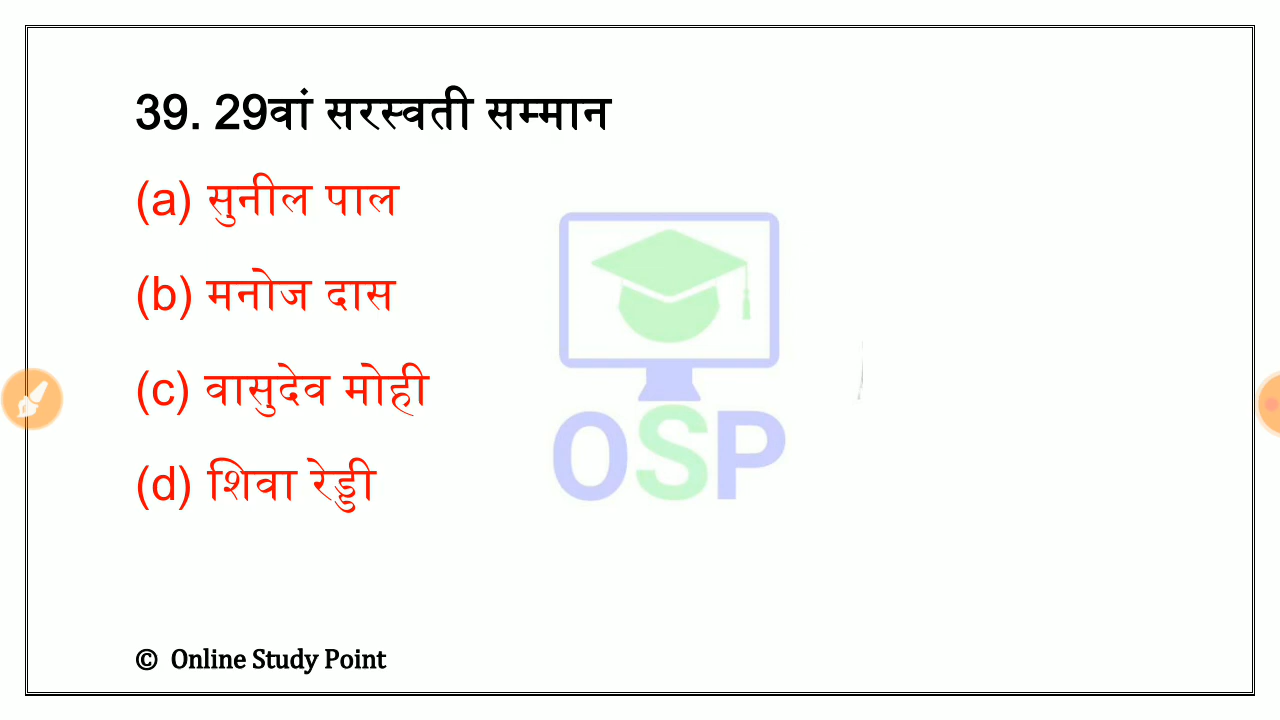 39. 29वां सरस्वती सम्मान
(a) सुनील पाल
(b) मनोज दास
(c) वासुदेव मोही
(d) शिवा रेड्डी
OSP
© Online Study Point